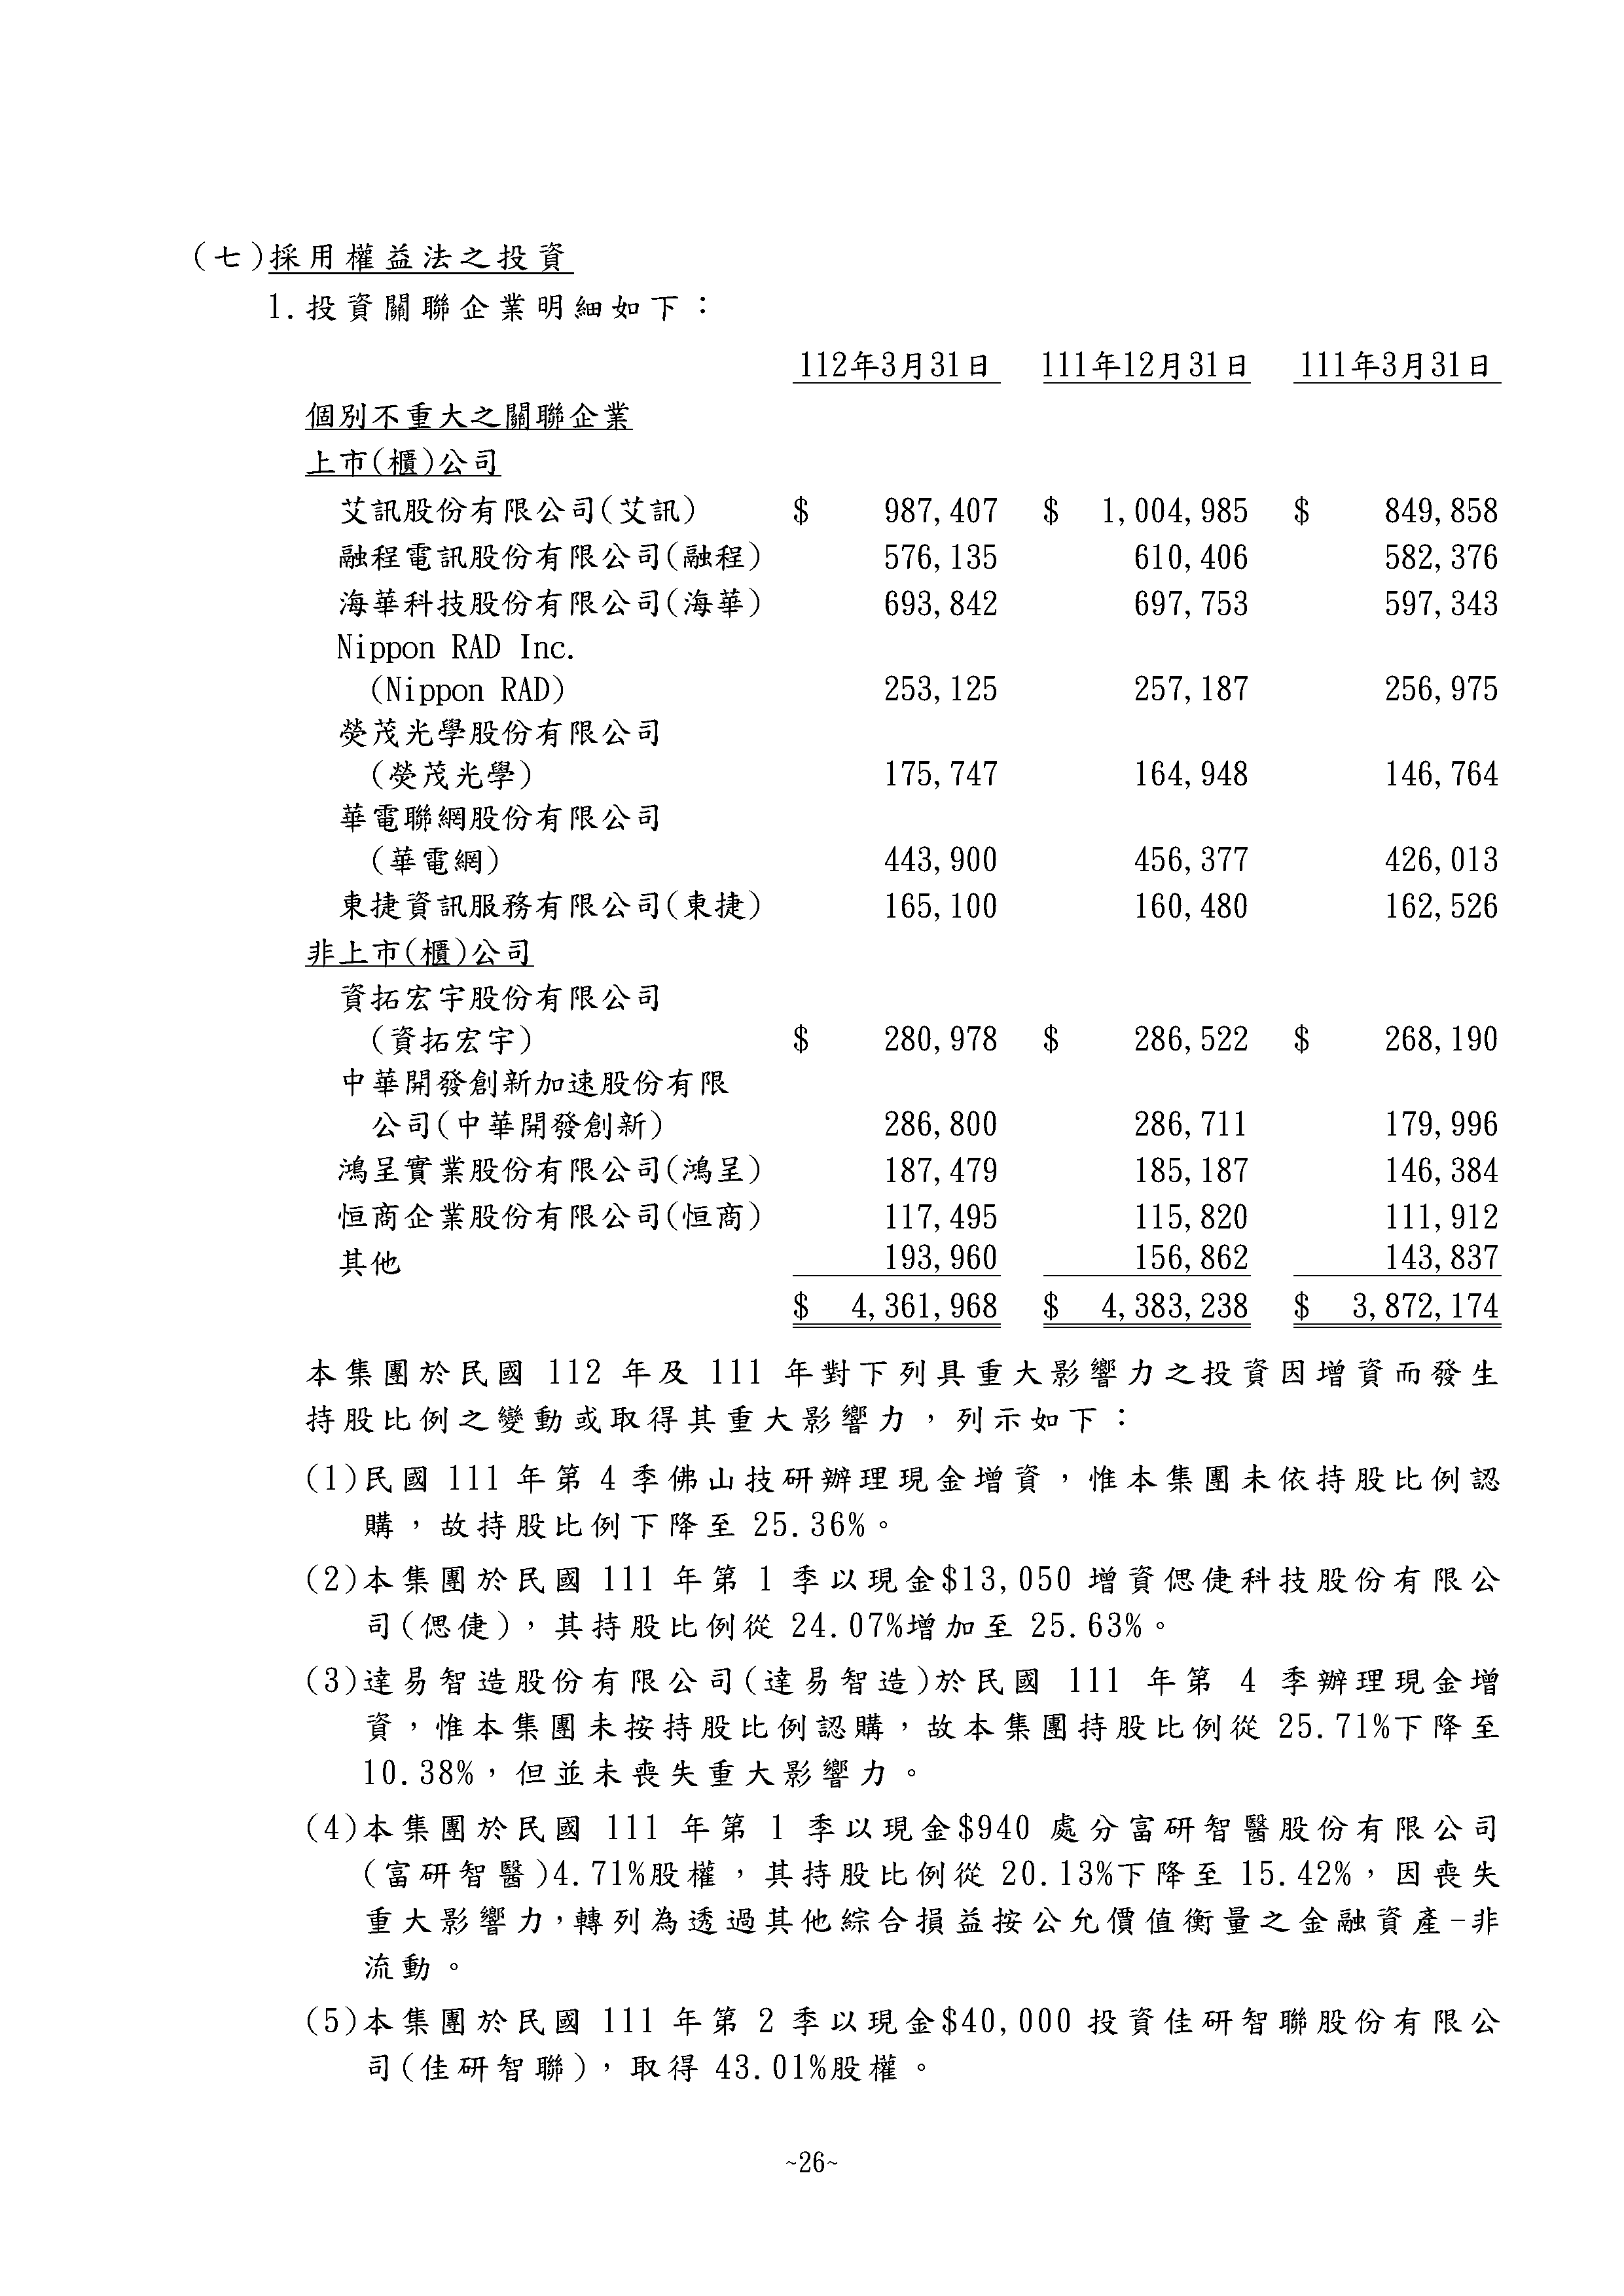 (七)採用權益法之投資
1.投資關聯企業明細如下：
112年3月31日 111年12月31日 111年3月31日
個別不重大之關聯企業
上市(櫃)公司
艾訊股份有限公司(艾訊) $ 987,407 $ 1,004,985 $ 849,858
融程電訊股份有限公司(融程) 576,135 610,406 582,376
海華科技股份有限公司(海華) 693,842 697,753 597,343
Nippon RAD Inc.
(Nippon RAD) 253,125 257,187 256,975
熒茂光學股份有限公司
(熒茂光學) 175,747 164,948 146,764
華電聯網股份有限公司
(華電網) 443,900 456,377 426,013
東捷資訊服務有限公司(東捷) 165,100 160,480 162,526
非上市(櫃)公司
資拓宏宇股份有限公司
(資拓宏宇) $ 280,978 $ 286,522 $ 268,190
中華開發創新加速股份有限
公司(中華開發創新) 286,800 286,711 179,996
鴻呈實業股份有限公司(鴻呈) 187,479 185,187 146,384
恒商企業股份有限公司(恒商) 117,495 115,820 111,912
其他 193,960 156,862 143,837
$ 4,361,968 $ 4,383,238 $ 3,872,174
本集團於民國 112 年及 111 年對下列具重大影響力之投資因增資而發生
持股比例之變動或取得其重大影響力，列示如下：
(1)民國 111 年第 4 季佛山技研辦理現金增資，惟本集團未依持股比例認
購，故持股比例下降至 25.36%。
(2)本集團於民國 111 年第 1 季以現金$13,050 增資偲倢科技股份有限公
司(偲倢)，其持股比例從 24.07%增加至 25.63%。
(3)達易智造股份有限公司(達易智造)於民國 111 年第 4 季辦理現金增
資，惟本集團未按持股比例認購，故本集團持股比例從 25.71%下降至
10.38%，但並未喪失重大影響力。
(4)本集團於民國 111 年第 1 季以現金$940 處分富研智醫股份有限公司
(富研智醫)4.71%股權，其持股比例從 20.13%下降至 15.42%，因喪失
重大影響力，轉列為透過其他綜合損益按公允價值衡量之金融資產-非
流動。
(5)本集團於民國 111 年第 2 季以現金$40,000 投資佳研智聯股份有限公
司(佳研智聯)，取得 43.01%股權。
~26~